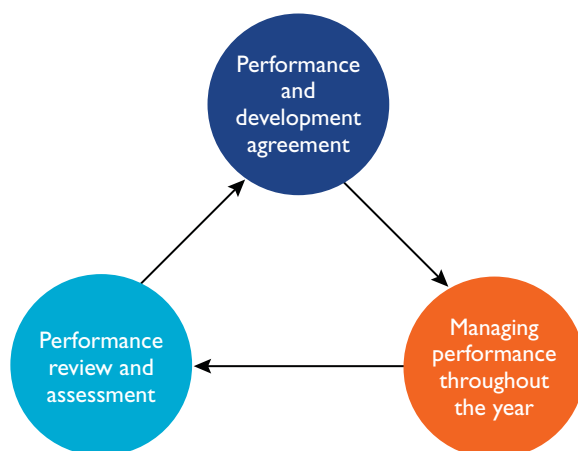 Performance
and
development
agreement
Managing
performance
throughout
the year
Performance
review and
assessment